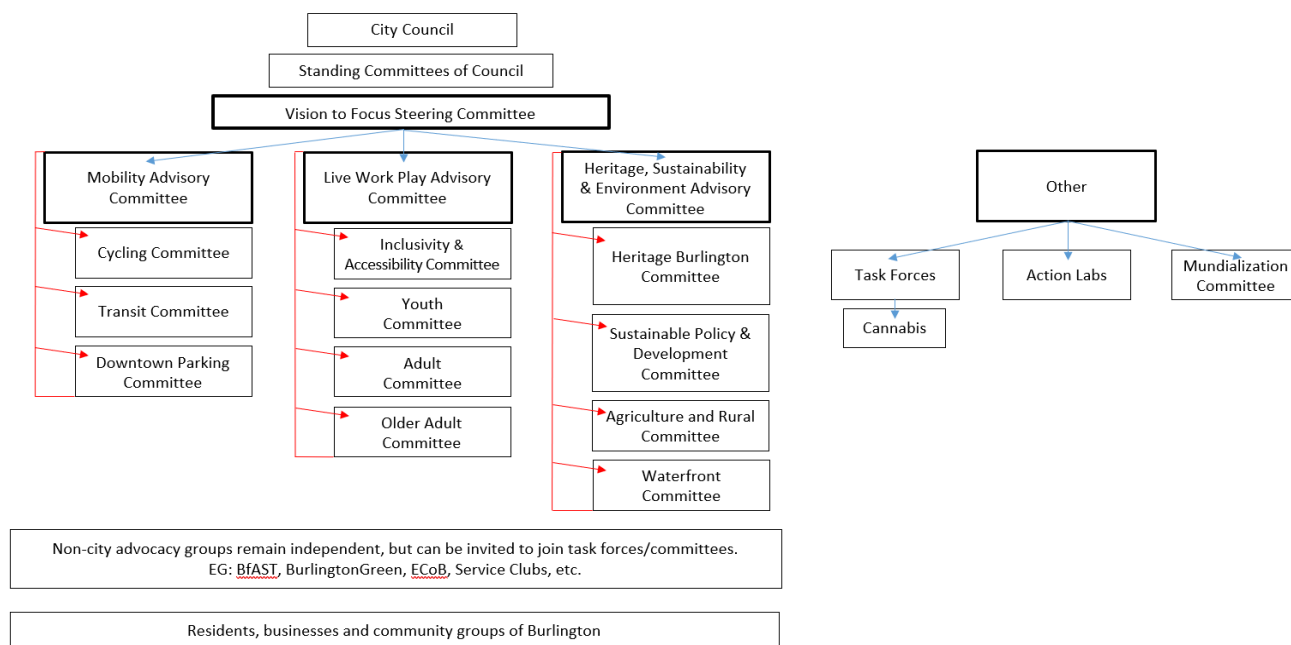 City Council
Standing Committees of Council
Vision to Focus Steering Committee
Mobility Advisory
Committee
Cycling Committee
Transit Committee
Downtown Parking
Committee
Live Work Play Advisory
Committee
Inclusivity &
Accessibility Committee
Youth
Committee
Adult
Committee
Older Adult
Committee
Heritage, Sustainability
& Environment Advisory
Committee
Heritage Burlington
Committee
Sustainable Policy &
Development
Committee
Agriculture and Rural
Committee
Waterfront
Committee
Other
Task Forces
Cannabis
Action Labs
Mundialization
Committee
Non-city advocacy groups remain independent, but can be invited to join task forces/committees.
EG: BfAST, BurlingtonGreen, ECoB, Service Clubs, etc.
Residents, businesses and community groups of Burlington